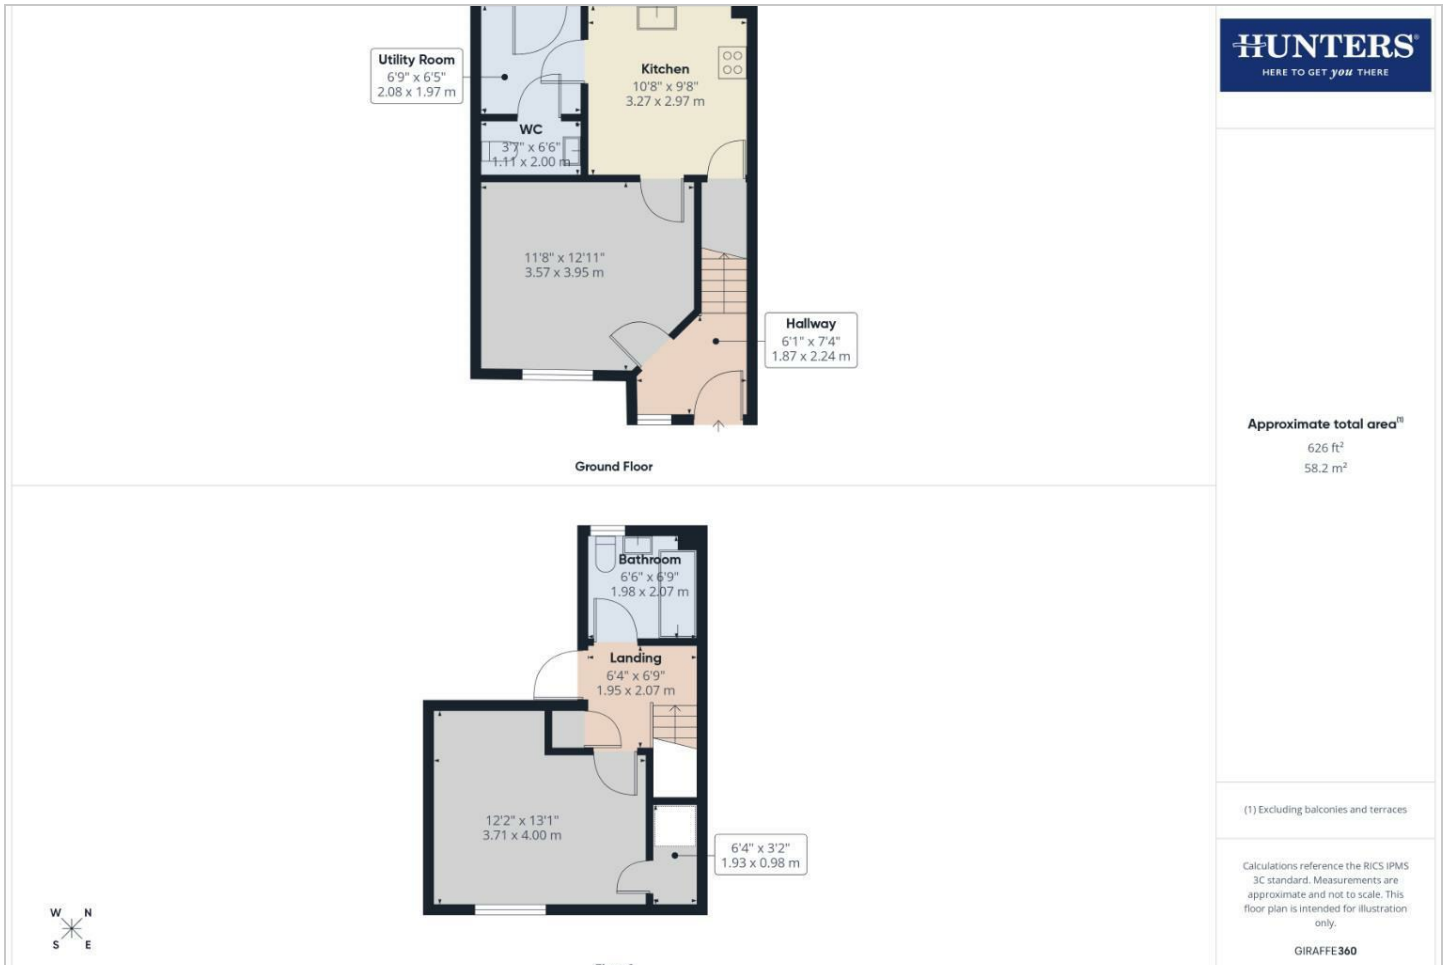 Utility Room
6'9" x 6'5"
2.08 x 1.97 m
Kitchen
10'8" x 9'8"
3.27 x 2.97 m
WC
3'7" x 6'6"
1.11 x 2.00 m
11'8" x 12'11"
3.57 x 3.95 m
Hallway
6'1" x 7'4"
1.87 x 2.24 m
Ground Floor
Bathroom
6'6" x 6'9"
1.98 x 2.07 m
Landing
6'4" x 6'9"
1.95 x 2.07 m
12'2" x 13'1"
3.71 x 4.00 m
6'4" x 3'2"
1.93 x 0.98 m
W N
S E
HUNTERS®
HERE TO GET you THERE
Approximate total area(1)
626 ft²
58.2 m²
(1) Excluding balconies and terraces
Calculations reference the RICS IPMS
3C standard. Measurements are
approximate and not to scale. This
floor plan is intended for illustration
only.
GIRAFFE360